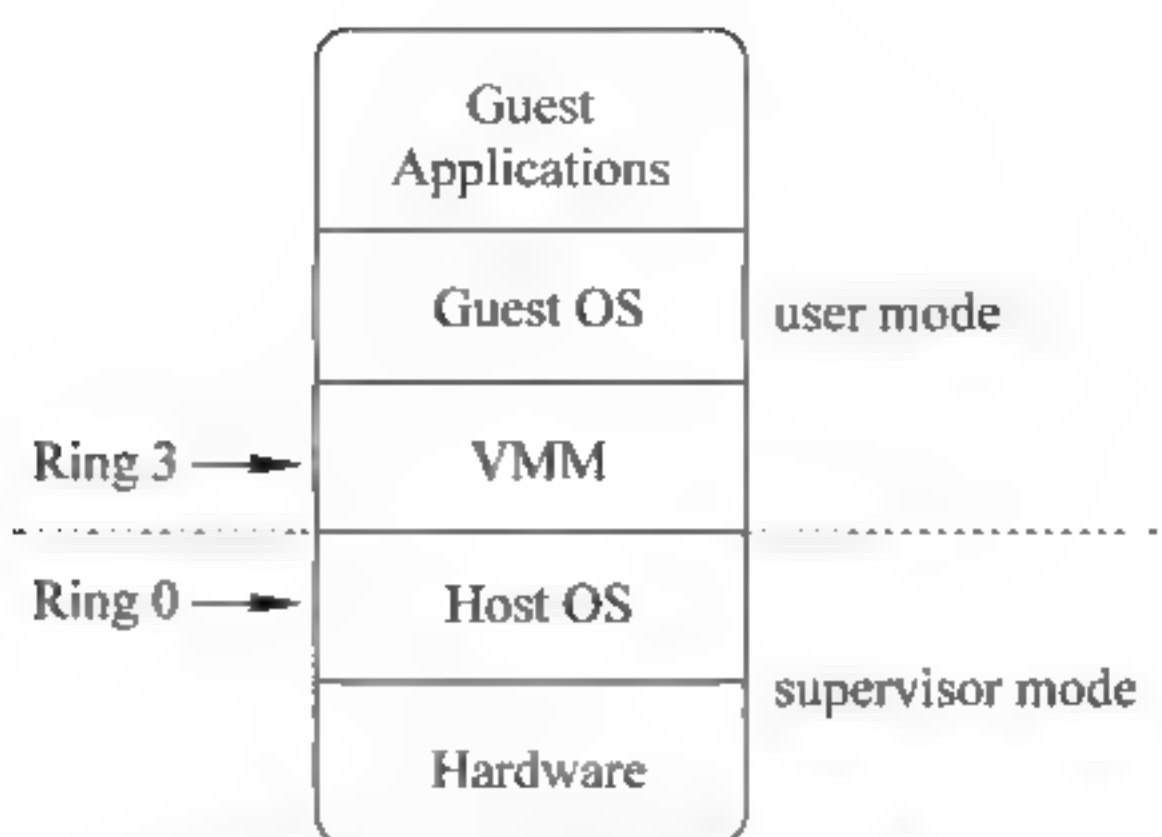 Guest
Applications
Guest OS
user mode
Ring 3
VMM
Ring 0
Host OS
supervisor mode
Hardware